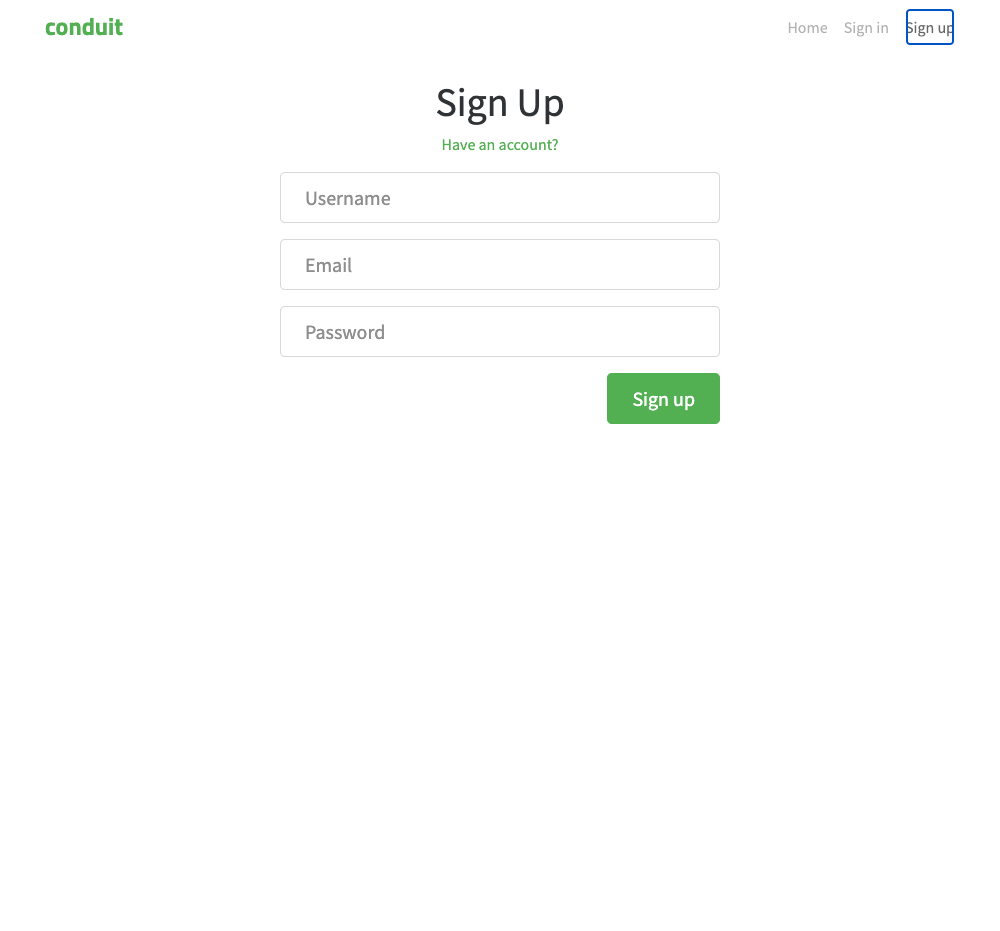 conduit
Home Sign in Sign up
Sign Up
Have an account?
Username
Email
Password
Sign up